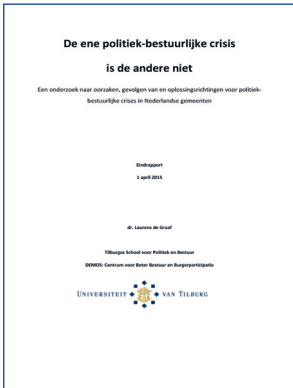 De ene politiek-bestuurlijke crisis
is de andere niet
Een onderzoek naar oorzaken, gevolgen van en oplossingsrichtingen voor politiek-
bestuurlijke crises in Nederlandse gemeenten
Eindrapport
1 april 2015
dr. Laurens de Graaf
Tilburgse School voor Politiek en Bestuur
DEMOS: Centrum voor Beter Bestuur en Burgerparticipatie
UNIVERSITEIT VAN TILBURG